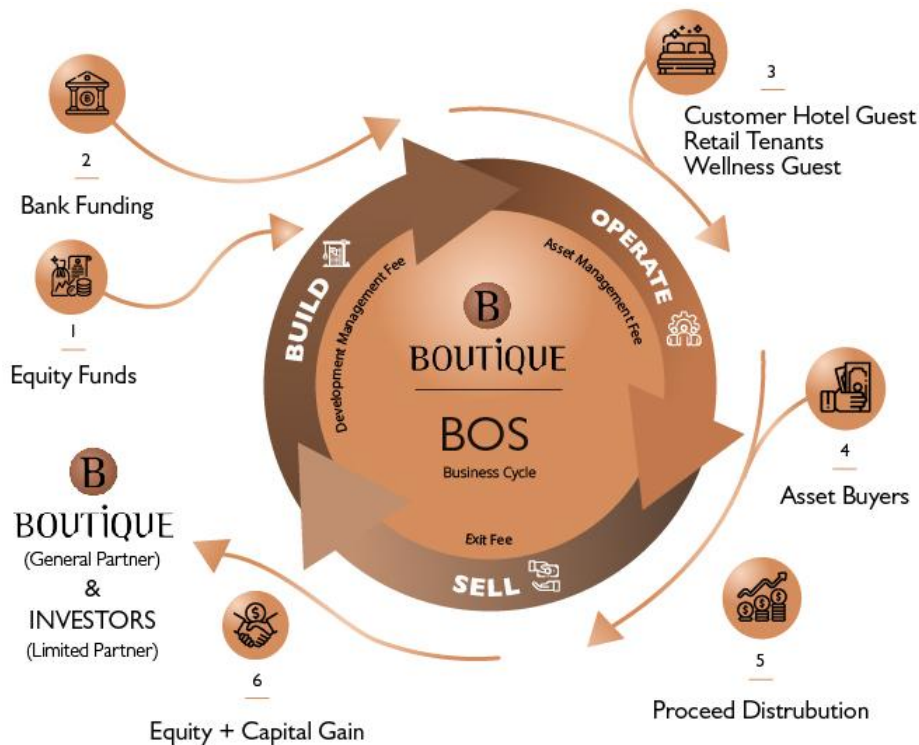 2
Bank Funding
1
Equity Funds
3
Customer Hotel Guest
Retail Tenants
Wellness Guest
4
Asset Buyers
5
Proceed Distrubution
6
Equity + Capital Gain
B
BOUTiQUE
(General Partner)
&
INVESTORS
(Limited Partner)
BUILD
Development Management Fee
OPERATE
Asset Management Fee
SELL
Exit Fee
B
BOUTiQUE
BOS
Business Cycle